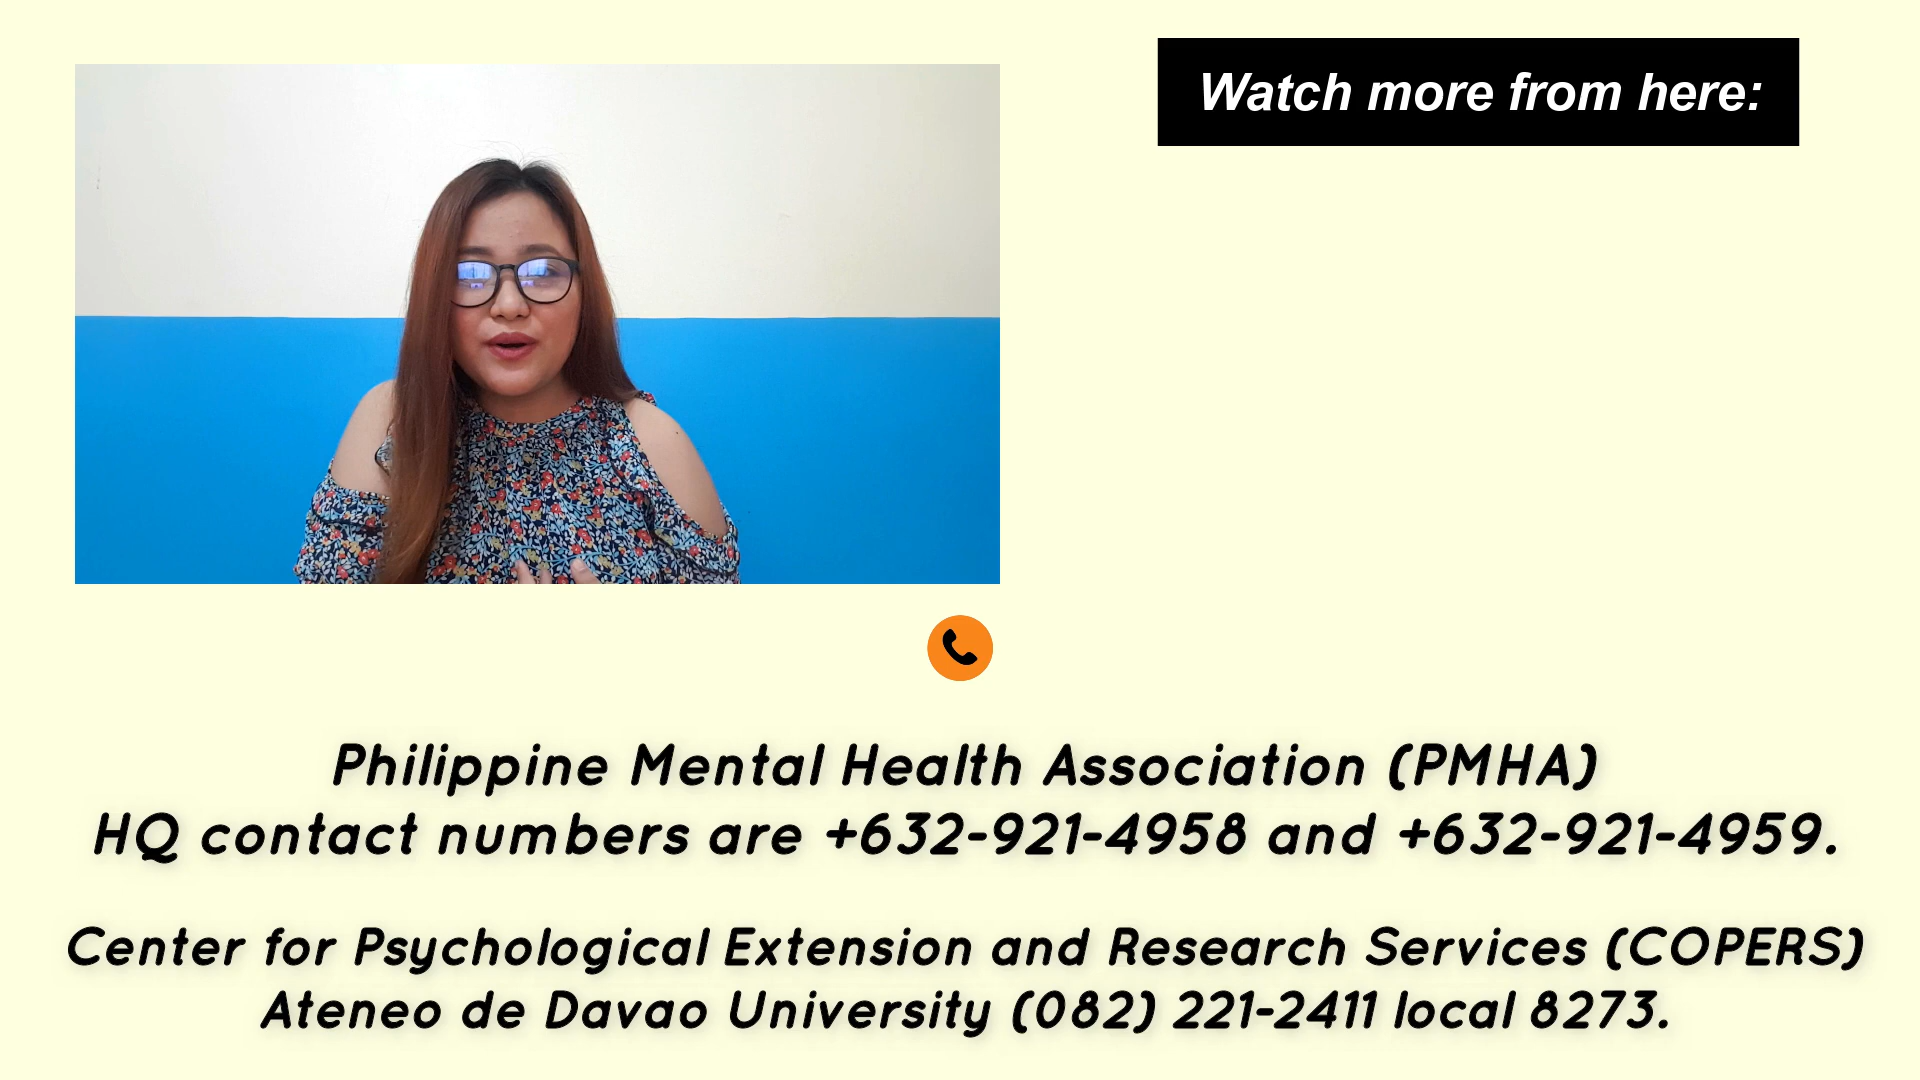 Watch more from here:
Philippine Mental Health Association (PMHA)
HQ contact numbers are +632-921-4958 and +632-921-4959.
Center for Psychological Extension and Research Services (COPERS)
Ateneo de Davao University (082) 221-2411 local 8273.